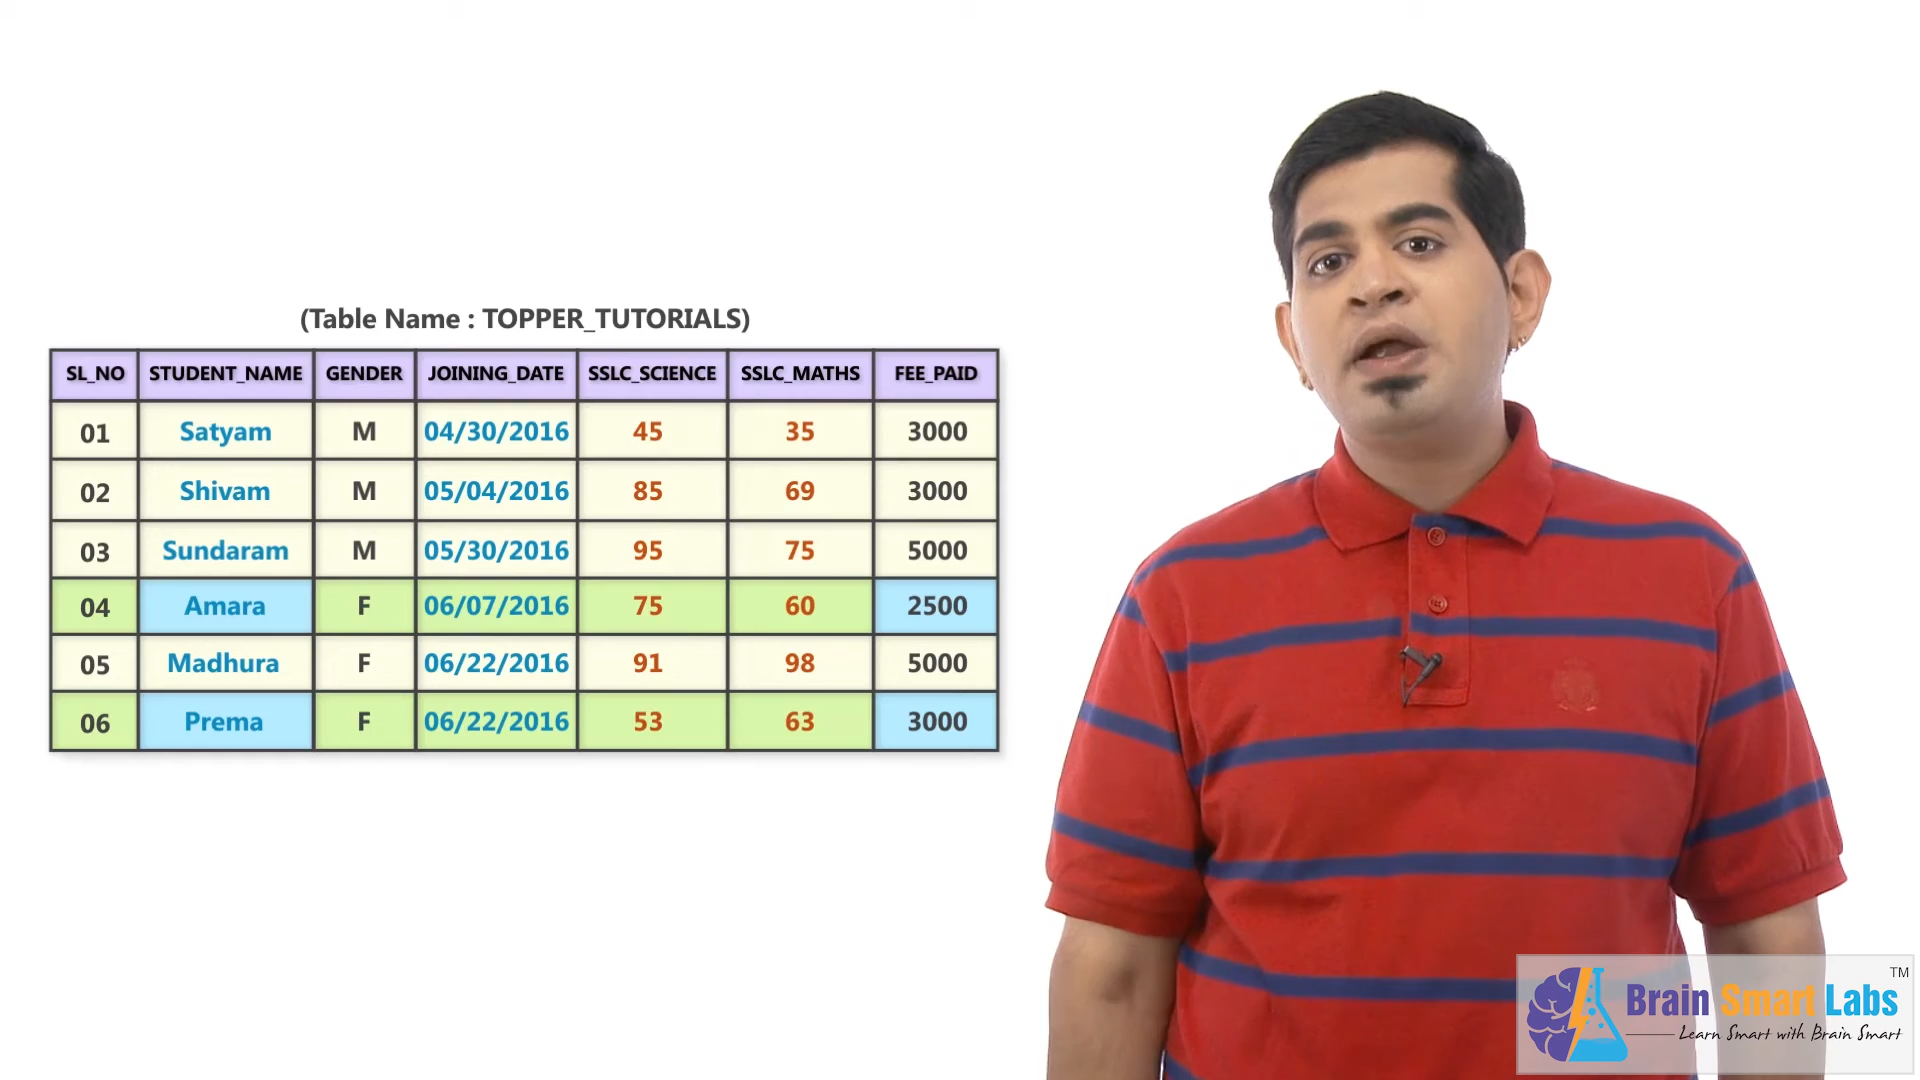 (Table Name : TOPPER_TUTORIALS)
SL_NO STUDENT_NAME GENDER JOINING_DATE SSLC_SCIENCE SSLC_MATHS FEE_PAID
01 Satyam M 04/30/2016 45 35 3000
02 Shivam M 05/04/2016 85 69 3000
03 Sundaram M 05/30/2016 95 75 5000
04 Amara F 06/07/2016 75 60 2500
05 Madhura F 06/22/2016 91 98 5000
06 Prema F 06/22/2016 53 63 3000
TM
Brain Smart Labs
Learn Smart with Brain Smart